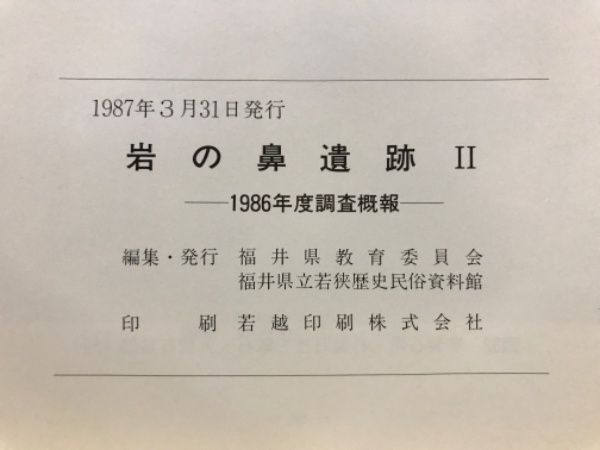 1987年3月31日発行
岩の鼻遺跡 II
——1986年度調査概報——
編集・発行 福井県教育委員会
福井県立若狭歴史民俗資料館
印刷 若越印刷株式会社